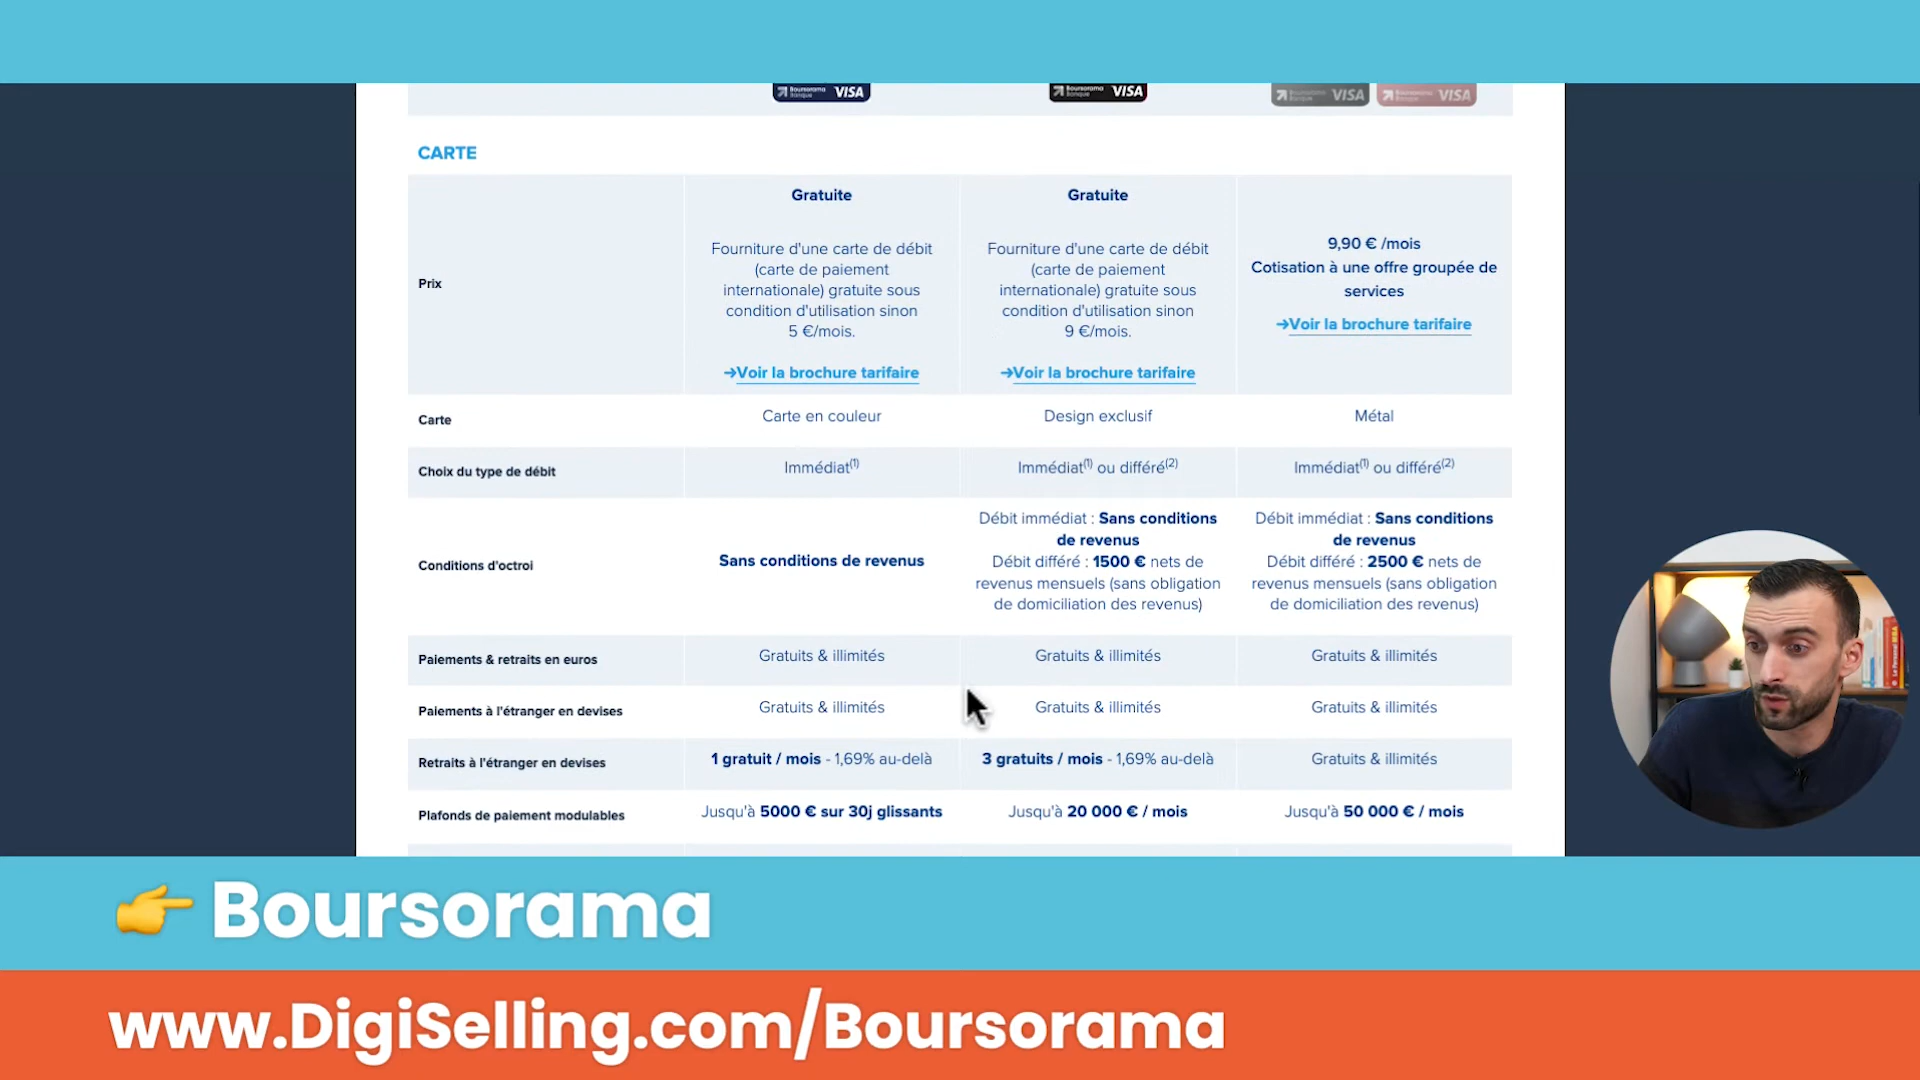 Boursorama Banque VISA
Boursorama Banque VISA
VISA
VISA
CARTE
Prix
Gratuite
Fourniture d'une carte de débit
(carte de paiement
internationale) gratuite sous
condition d'utilisation sinon
5 €/mois.
→Voir la brochure tarifaire
Gratuite
Fourniture d'une carte de débit
(carte de paiement
internationale) gratuite sous
condition d'utilisation sinon
9 €/mois.
→Voir la brochure tarifaire
9,90 € /mois
Cotisation à une offre groupée de
services
→Voir la brochure tarifaire
Carte
Carte en couleur
Design exclusif
Métal
Choix du type de débit
Immédiat(1)
Immédiat(1) ou différé(2)
Immédiat(1) ou différé(2)
Conditions d'octroi
Sans conditions de revenus
Débit immédiat : Sans conditions
de revenus
Débit différé : 1500 € nets de
revenus mensuels (sans obligation
de domiciliation des revenus)
Débit immédiat : Sans conditions
de revenus
Débit différé : 2500 € nets de
revenus mensuels (sans obligation
de domiciliation des revenus)
Paiements & retraits en euros
Gratuits & illimités
Gratuits & illimités
Gratuits & illimités
Paiements à l'étranger en devises
Gratuits & illimités
Gratuits & illimités
Gratuits & illimités
Retraits à l'étranger en devises
1 gratuit / mois - 1,69% au-delà
3 gratuits / mois - 1,69% au-delà
Gratuits & illimités
Plafonds de paiement modulables
Jusqu'à 5000 € sur 30j glissants
Jusqu'à 20 000 € / mois
Jusqu'à 50 000 € / mois
👉 Boursorama
www.DigiSelling.com/Boursorama